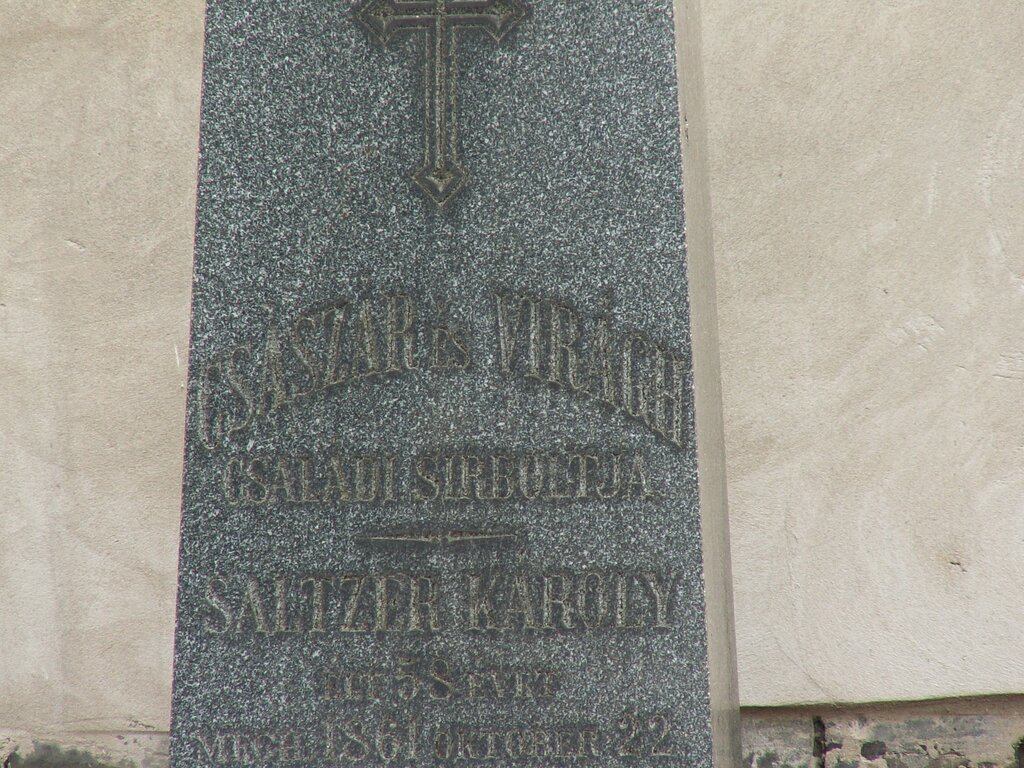 CSÁSZÁR és VIRÁGH
CSALÁDI SIRBOLTJA
SALTZER KÁROLY
ÉLT 58 ÉVET
MEGH. 1861 OKTÓBER 22